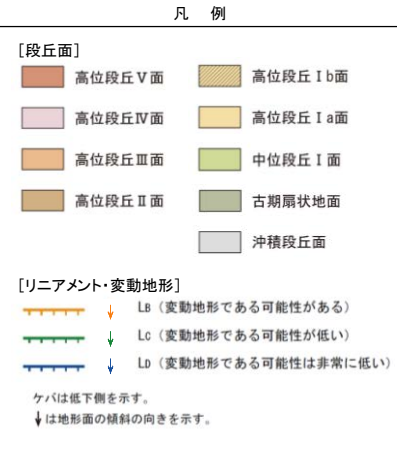 凡 例
[段丘面]
高位段丘Ⅴ面
高位段丘Ⅰb面
高位段丘Ⅳ面
高位段丘Ⅰa面
高位段丘Ⅲ面
中位段丘Ⅰ面
高位段丘Ⅱ面
古期扇状地面
沖積段丘面
[リニアメント・変動地形]
LB（変動地形である可能性がある）
LC（変動地形である可能性が低い）
LD（変動地形である可能性は非常に低い）
ケバは低下側を示す。
↓は地形面の傾斜の向きを示す。